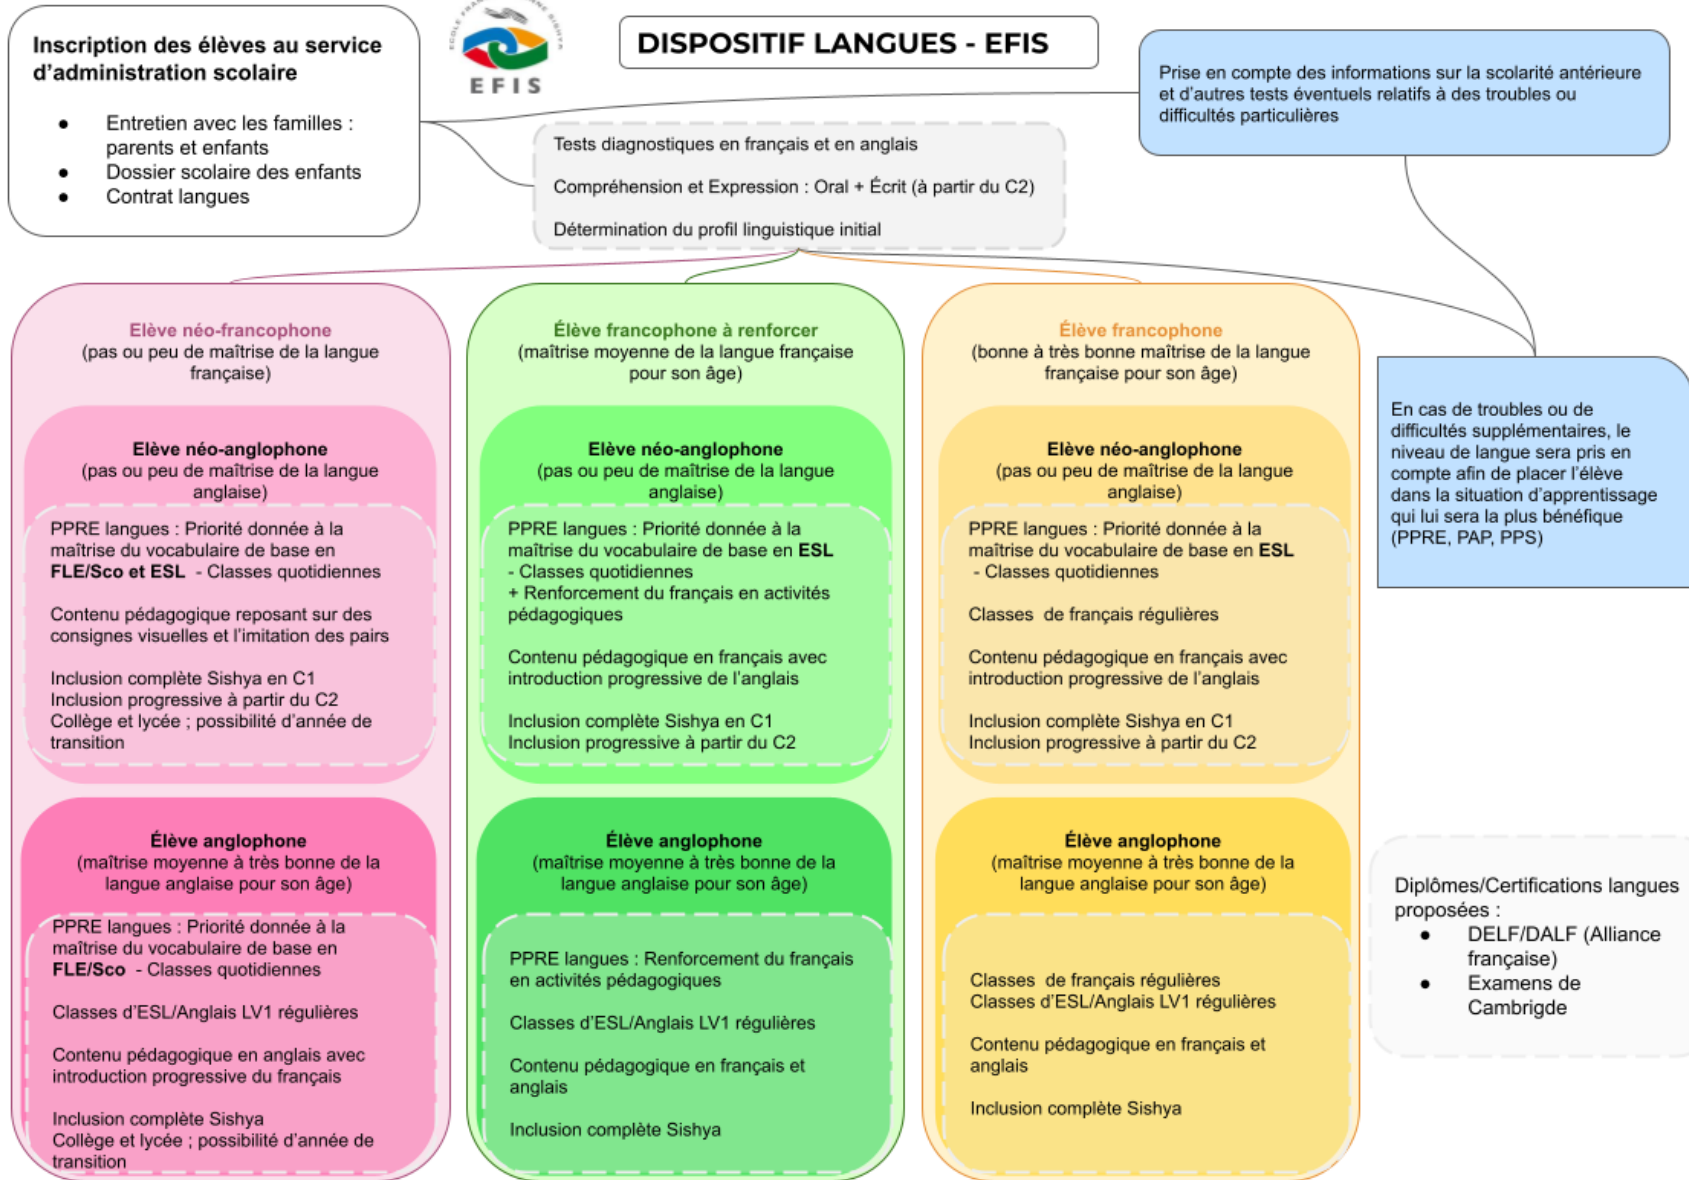 Inscription des élèves au service
d'administration scolaire
● Entretien avec les familles :
parents et enfants
● Dossier scolaire des enfants
● Contrat langues
EFIS
DISPOSITIF LANGUES - EFIS
Prise en compte des informations sur la scolarité antérieure
et d'autres tests éventuels relatifs à des troubles ou
difficultés particulières
Tests diagnostiques en français et en anglais
Compréhension et Expression : Oral + Écrit (à partir du C2)
Détermination du profil linguistique initial
Elève néo-francophone
(pas ou peu de maîtrise de la langue
française)
Elève néo-anglophone
(pas ou peu de maîtrise de la langue
anglaise)
PPRE langues : Priorité donnée à la
maîtrise du vocabulaire de base en
FLE/Sco et ESL - Classes quotidiennes
Contenu pédagogique reposant sur des
consignes visuelles et l'imitation des pairs
Inclusion complète Sishya en C1
Inclusion progressive à partir du C2
Collège et lycée ; possibilité d'année de
transition
Élève anglophone
(maîtrise moyenne à très bonne de la
langue anglaise pour son âge)
PPRE langues : Priorité donnée à la
maîtrise du vocabulaire de base en
FLE/Sco - Classes quotidiennes
Classes d'ESL/Anglais LV1 régulières
Contenu pédagogique en anglais avec
introduction progressive du français
Inclusion complète Sishya
Collège et lycée ; possibilité d'année de
transition
Élève francophone à renforcer
(maîtrise moyenne de la langue française
pour son âge)
Elève néo-anglophone
(pas ou peu de maîtrise de la langue
anglaise)
PPRE langues : Priorité donnée à la
maîtrise du vocabulaire de base en ESL
- Classes quotidiennes
+ Renforcement du français en activités
pédagogiques
Contenu pédagogique en français avec
introduction progressive de l'anglais
Inclusion complète Sishya en C1
Inclusion progressive à partir du C2
Élève anglophone
(maîtrise moyenne à très bonne de la
langue anglaise pour son âge)
PPRE langues : Renforcement du français
en activités pédagogiques
Classes d'ESL/Anglais LV1 régulières
Contenu pédagogique en français et
anglais
Inclusion complète Sishya
Élève francophone
(bonne à très bonne maîtrise de la langue
française pour son âge)
Elève néo-anglophone
(pas ou peu de maîtrise de la langue
anglaise)
PPRE langues : Priorité donnée à la
maîtrise du vocabulaire de base en ESL
- Classes quotidiennes
Classes de français régulières
Contenu pédagogique en français avec
introduction progressive de l'anglais
Inclusion complète Sishya en C1
Inclusion progressive à partir du C2
Élève anglophone
(maîtrise moyenne à très bonne de la
langue anglaise pour son âge)
Classes de français régulières
Classes d'ESL/Anglais LV1 régulières
Contenu pédagogique en français et
anglais
Inclusion complète Sishya
En cas de troubles ou de
difficultés supplémentaires, le
niveau de langue sera pris en
compte afin de placer l'élève
dans la situation d'apprentissage
qui lui sera la plus bénéfique
(PPRE, PAP, PPS)
Diplômes/Certifications langues
proposées :
● DELF/DALF (Alliance
française)
● Examens de
Cambrigde